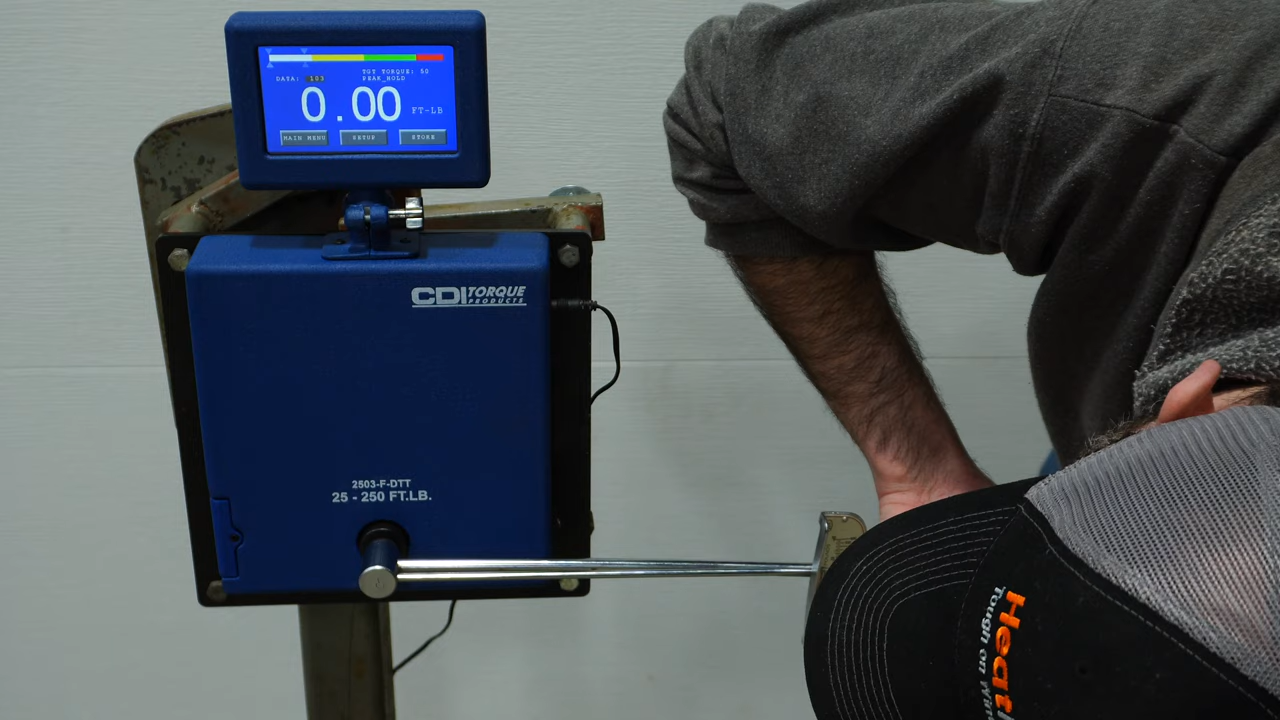 TGT TORQUE: 50
DATA: 103
PEAK_HOLD
0.00 FT-LB
MAIN MENU SETUP STORE
CDI TORQUE
PRODUCTS
2503-F-DTT
25 - 250 FT.LB.
Heat
Tough on